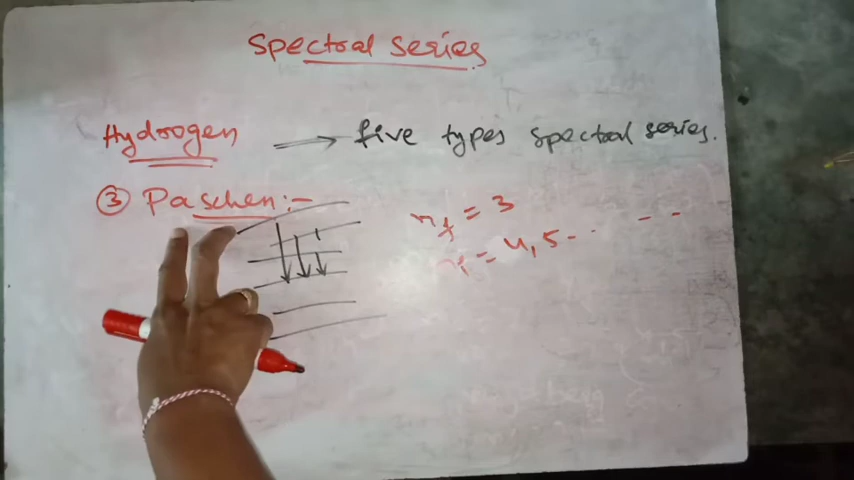 Spectral series
Hydrogen → five types spectral series.
③ Paschen:-
nf = 3
ni = 4, 5 - - - -